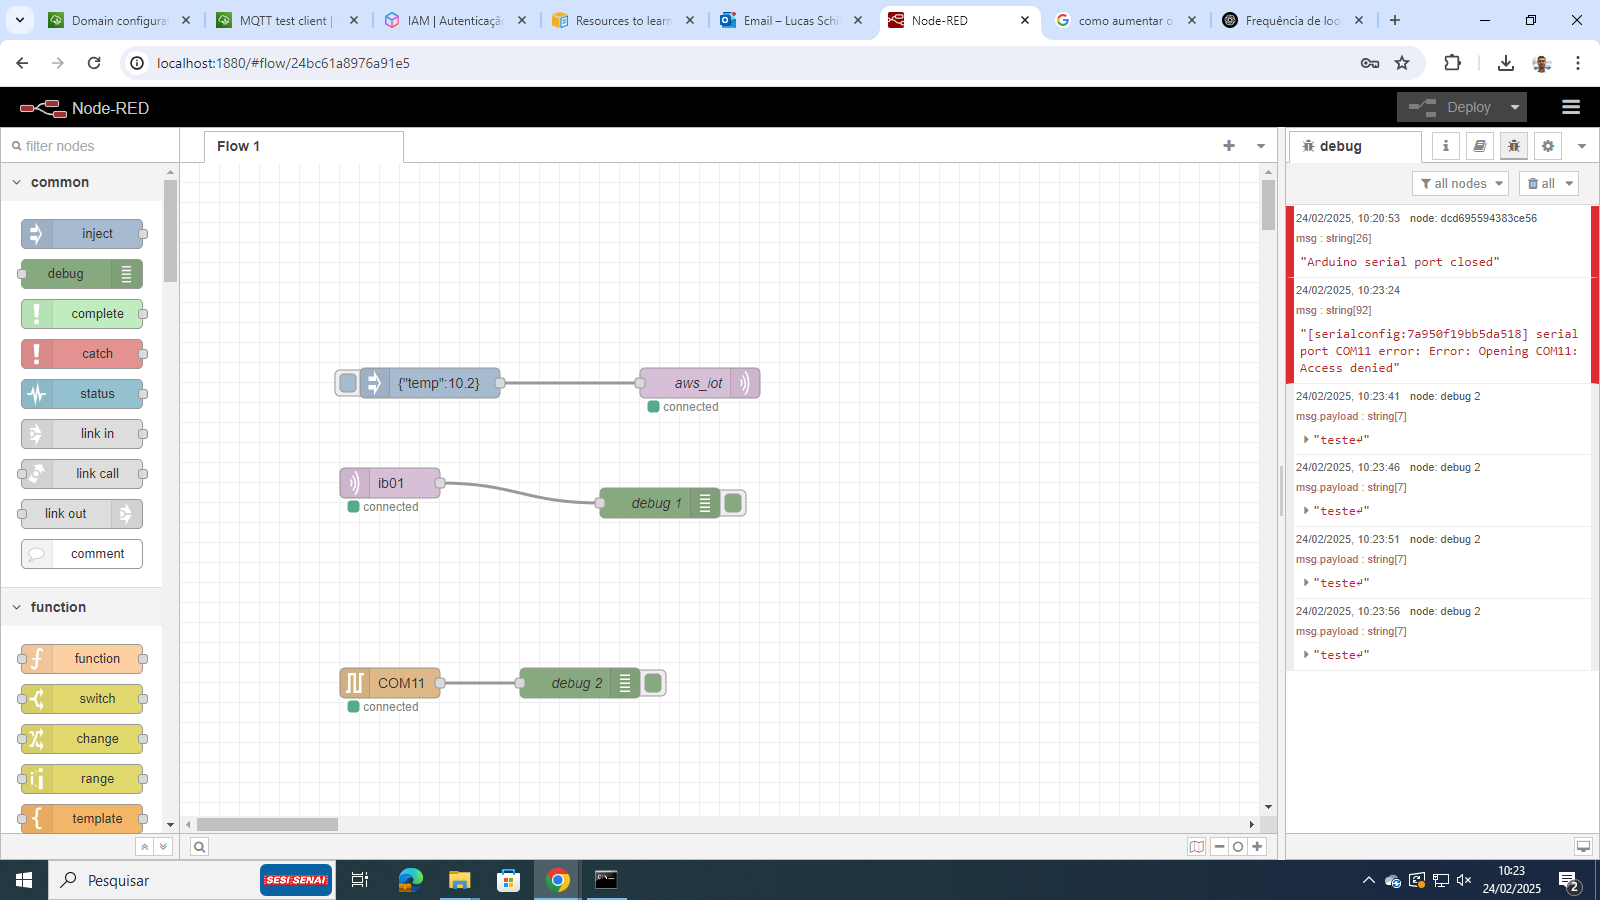 Domain configurat
MQTT test client |
IAM | Autenticação
Resources to learn
Email – Lucas Schi
Node-RED
como aumentar o
Frequência de loo
localhost:1880/#flow/24bc61a8976a91e5
Node-RED
Deploy
filter nodes
common
inject
debug
complete
catch
status
link in
link call
link out
comment
function
function
switch
change
range
template
Flow 1
{"temp":10.2}
aws_iot
connected
ib01
connected
debug 1
COM11
connected
debug 2
debug
all nodes
all
24/02/2025, 10:20:53 node: dcd695594383ce56
msg : string[26]
"Arduino serial port closed"
24/02/2025, 10:23:24
msg : string[92]
"[serialconfig:7a950f19bb5da518] serial
port COM11 error: Error: Opening COM11:
Access denied"
24/02/2025, 10:23:41 node: debug 2
msg.payload : string[7]
"teste↵"
24/02/2025, 10:23:46 node: debug 2
msg.payload : string[7]
"teste↵"
24/02/2025, 10:23:51 node: debug 2
msg.payload : string[7]
"teste↵"
24/02/2025, 10:23:56 node: debug 2
msg.payload : string[7]
"teste↵"
Pesquisar
SESI SENAI
10:23
24/02/2025
2